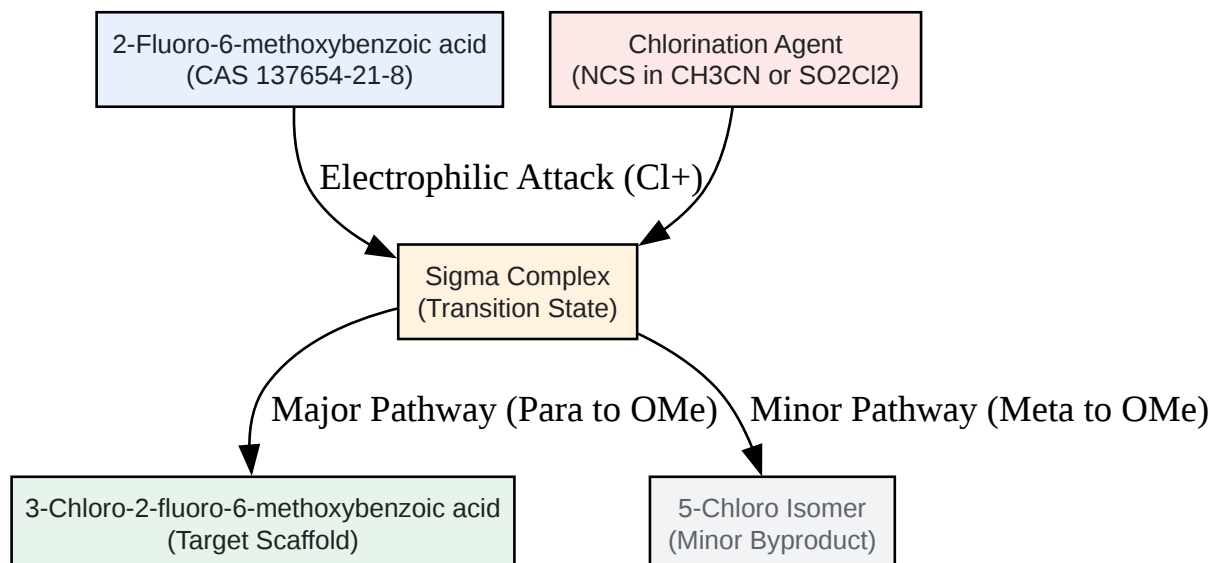 2-Fluoro-6-methoxybenzoic acid
(CAS 137654-21-8)
Chlorination Agent
(NCS in CH3CN or SO2Cl2)
Electrophilic Attack (Cl+)
Sigma Complex
(Transition State)
Major Pathway (Para to OMe)
Minor Pathway (Meta to OMe)
3-Chloro-2-fluoro-6-methoxybenzoic acid
(Target Scaffold)
5-Chloro Isomer
(Minor Byproduct)